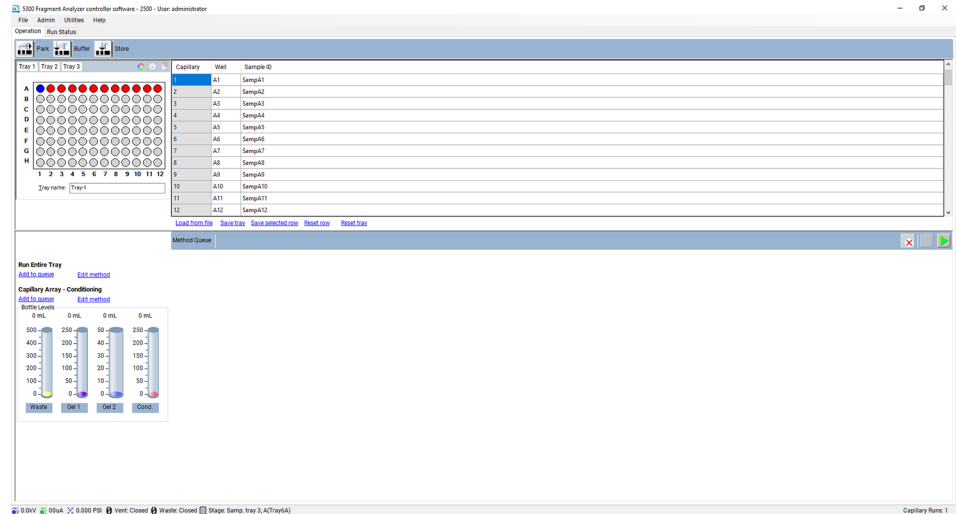 5300 Fragment Analyzer controller software - 2500 - User: administrator
File Admin Utilities Help
Operation Run Status
Park Buffer Store
Tray 1 Tray 2 Tray 3
A
B
C
D
E
F
G
H
1 2 3 4 5 6 7 8 9 10 11 12
Tray name: Tray-1
Capillary Well Sample ID
1 A1 SampA1
2 A2 SampA2
3 A3 SampA3
4 A4 SampA4
5 A5 SampA5
6 A6 SampA6
7 A7 SampA7
8 A8 SampA8
9 A9 SampA9
10 A10 SampA10
11 A11 SampA11
12 A12 SampA12
Load from file Save tray Save selected row Reset row Reset tray
Method Queue
Run Entire Tray
Add to queue Edit method
Capillary Array - Conditioning
Add to queue Edit method
Bottle Levels
0 mL 0 mL 0 mL 0 mL
500 250 50 250
400 200 40 200
300 150 30 150
200 100 20 100
100 50 10 50
0 0 0 0
Waste Gel 1 Gel 2 Cond.
0.0kV 00uA 0.000 PSI Vent: Closed Waste: Closed Stage: Samp. tray 3, A(Tray6A) Capillary Runs: 1